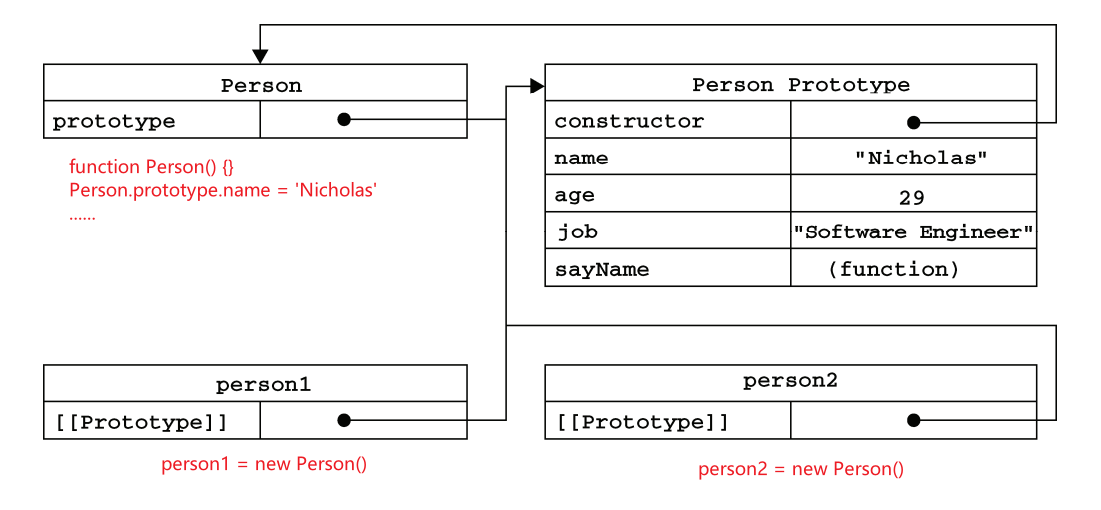 Person
prototype
function Person() {}
Person.prototype.name = 'Nicholas'
......
Person Prototype
constructor
name "Nicholas"
age 29
job "Software Engineer"
sayName (function)
person1
[[Prototype]]
person1 = new Person()
person2
[[Prototype]]
person2 = new Person()